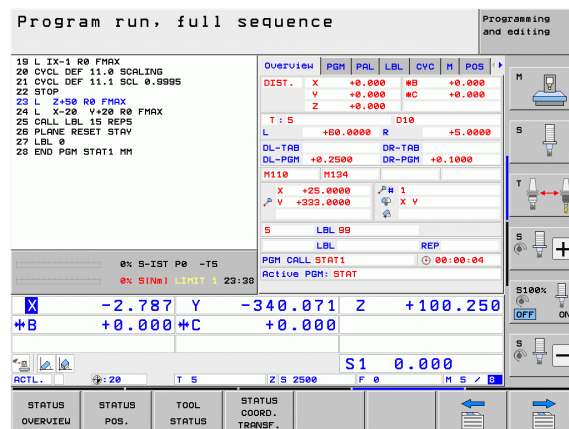 Program run, full sequence
Programming and editing
19 L IX-1 R0 FMAX
20 CYCL DEF 11.0 SCALING
21 CYCL DEF 11.1 SCL 0.9995
22 STOP
23 L Z+50 R0 FMAX
24 L X-20 Y+20 R0 FMAX
25 CALL LBL 15 REP5
26 PLANE RESET STAY
27 LBL 0
28 END PGM STAT1 MM
0% S-IST P0 -T5
0% S[Nm] LIMIT 1 23:38
Overview PGM PAL LBL CYC M POS
DIST. X +0.000 *B +0.000
Y +0.000 *C +0.000
Z +0.000
T : 5 D10
L +60.0000 R +5.0000
DL-TAB DR-TAB
DL-PGM +0.2500 DR-PGM +0.1000
M110 M134
X +25.0000 # 1
Y +333.0000 X Y
5 LBL 99
LBL REP
PGM CALL STAT1 00:00:04
Active PGM: STAT
X -2.787 Y -340.071 Z +100.250
*B +0.000 *C +0.000
S1 0.000
ACTL. : 20 T 5 Z S 2500 F 0 M 5 / 8
M
S
T
S
S100%
OFF ON
S
STATUS OVERVIEW
STATUS POS.
TOOL STATUS
STATUS COORD. TRANSF.